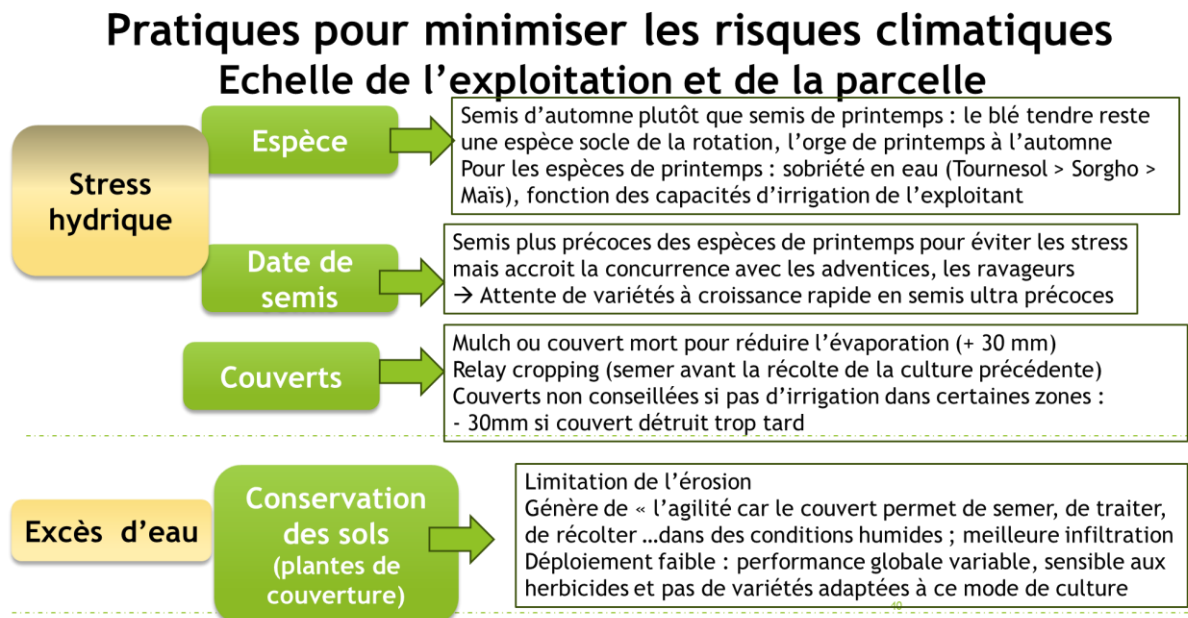 Pratiques pour minimiser les risques climatiques
Echelle de l'exploitation et de la parcelle
Stress
hydrique
Espèce
Semis d'automne plutôt que semis de printemps : le blé tendre reste
une espèce socle de la rotation, l'orge de printemps à l'automne
Pour les espèces de printemps : sobriété en eau (Tournesol > Sorgho >
Maïs), fonction des capacités d'irrigation de l'exploitant
Date de
semis
Semis plus précoces des espèces de printemps pour éviter les stress
mais accroit la concurrence avec les adventices, les ravageurs
→ Attente de variétés à croissance rapide en semis ultra précoces
Couverts
Mulch ou couvert mort pour réduire l'évaporation (+ 30 mm)
Relay cropping (semer avant la récolte de la culture précédente)
Couverts non conseillées si pas d'irrigation dans certaines zones :
- 30mm si couvert détruit trop tard
Excès d'eau
Conservation
des sols
(plantes de
couverture)
Limitation de l'érosion
Génère de « l'agilité car le couvert permet de semer, de traiter,
de récolter …dans des conditions humides ; meilleure infiltration
Déploiement faible : performance globale variable, sensible aux
herbicides et pas de variétés adaptées à ce mode de culture